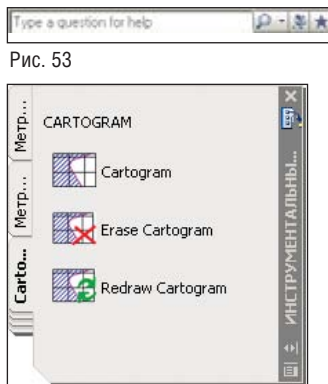 Type a question for help
Рис. 53
Метр...
Метр...
Carto...
CARTOGRAM
Cartogram
Erase Cartogram
Redraw Cartogram
ИНСТРУМЕНТАЛЬНЫ...